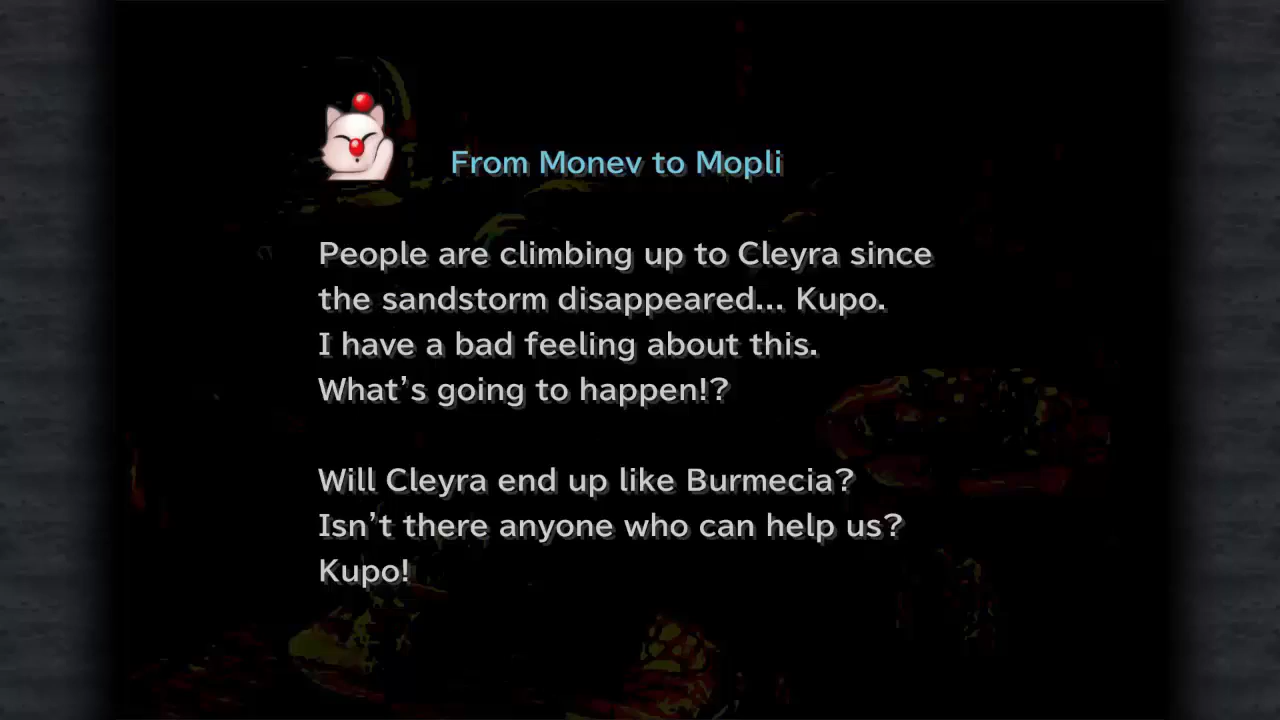 From Monev to Mopli
People are climbing up to Cleyra since
the sandstorm disappeared... Kupo.
I have a bad feeling about this.
What's going to happen!?
Will Cleyra end up like Burmecia?
Isn't there anyone who can help us?
Kupo!